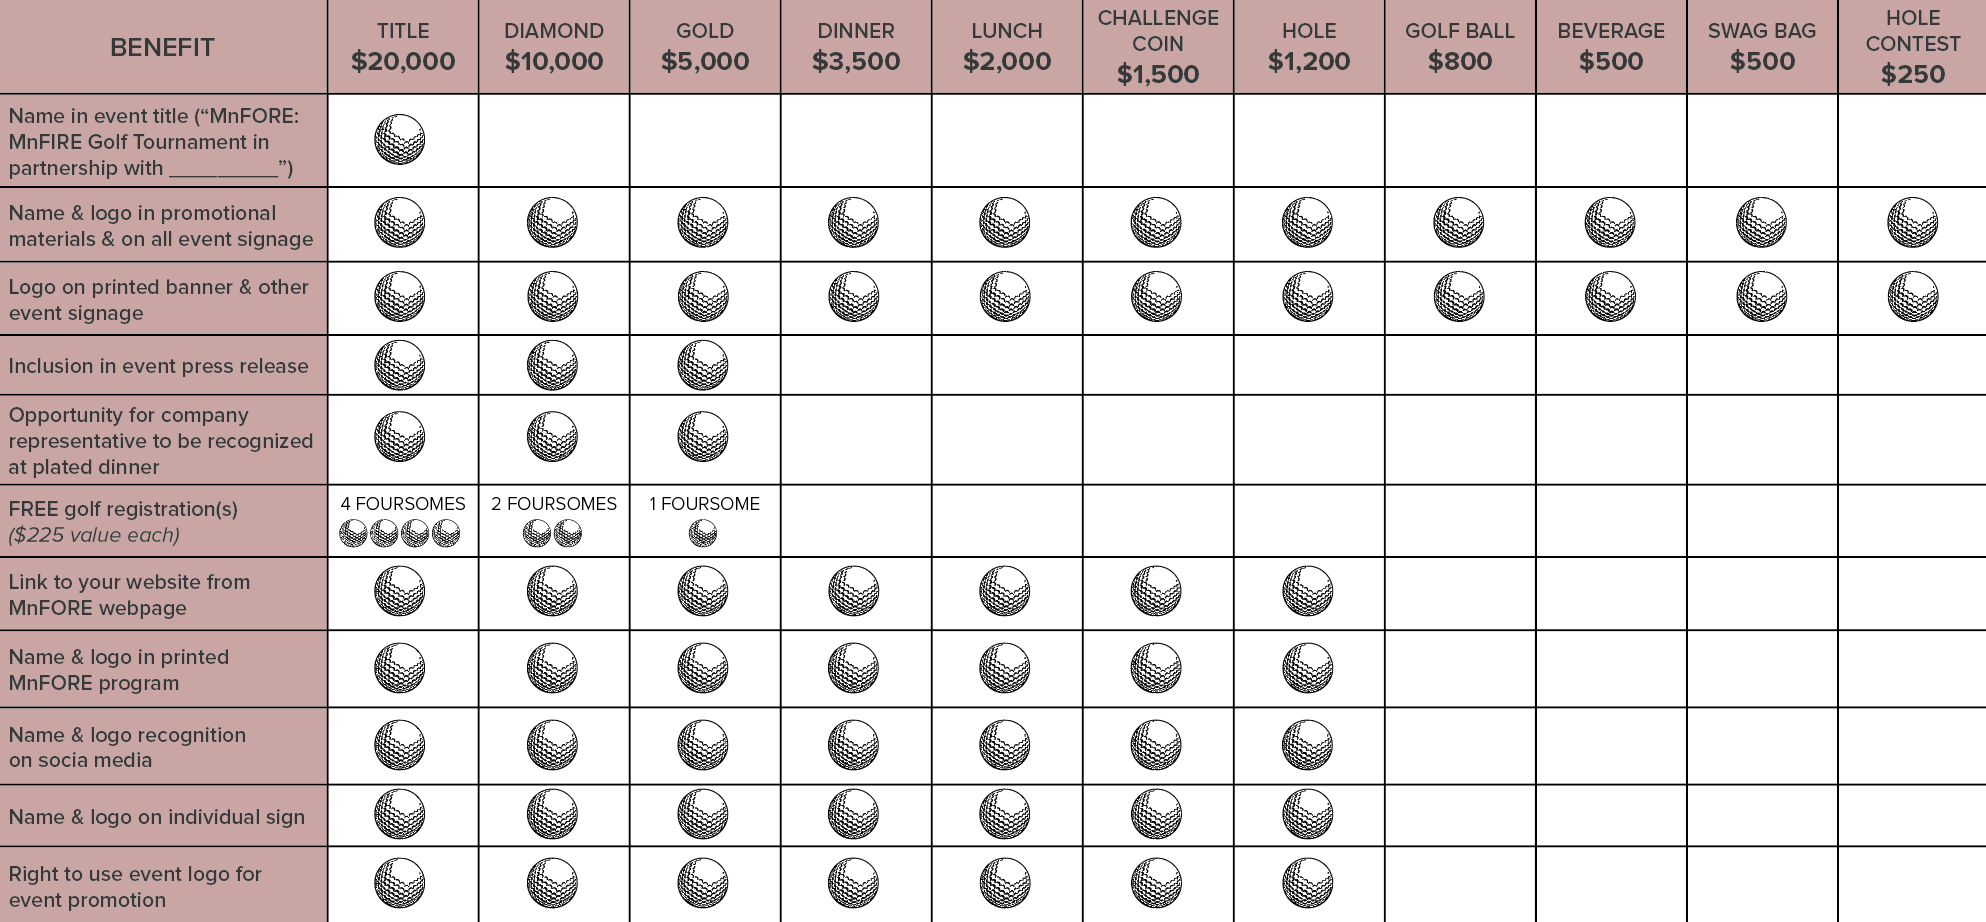 BENEFIT
TITLE
$20,000
DIAMOND
$10,000
GOLD
$5,000
DINNER
$3,500
LUNCH
$2,000
CHALLENGE
COIN
$1,500
HOLE
$1,200
GOLF BALL
$800
BEVERAGE
$500
SWAG BAG
$500
HOLE
CONTEST
$250
Name in event title (“MnFORE:
MnFIRE Golf Tournament in
partnership with __________”)
Name & logo in promotional
materials & on all event signage
Logo on printed banner & other
event signage
Inclusion in event press release
Opportunity for company
representative to be recognized
at plated dinner
FREE golf registration(s)
($225 value each)
4 FOURSOMES
2 FOURSOMES
1 FOURSOME
Link to your website from
MnFORE webpage
Name & logo in printed
MnFORE program
Name & logo recognition
on socia media
Name & logo on individual sign
Right to use event logo for
event promotion